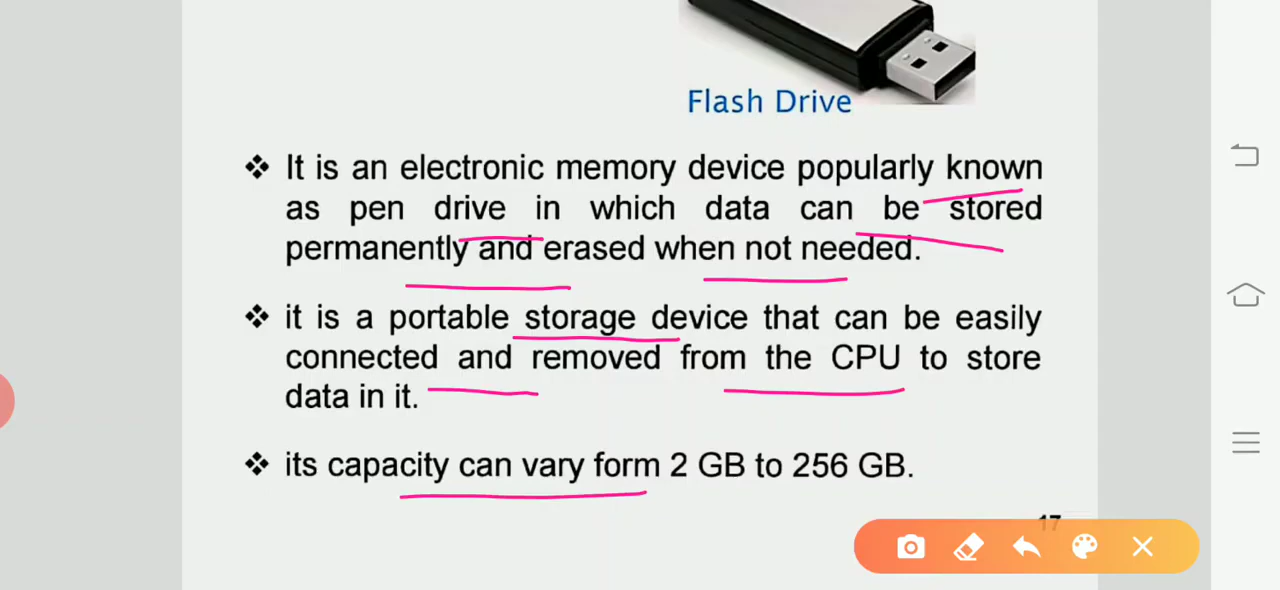 Flash Drive
❖ It is an electronic memory device popularly known
as pen drive in which data can be stored
permanently and erased when not needed.
❖ it is a portable storage device that can be easily
connected and removed from the CPU to store
data in it.
❖ its capacity can vary form 2 GB to 256 GB.
17